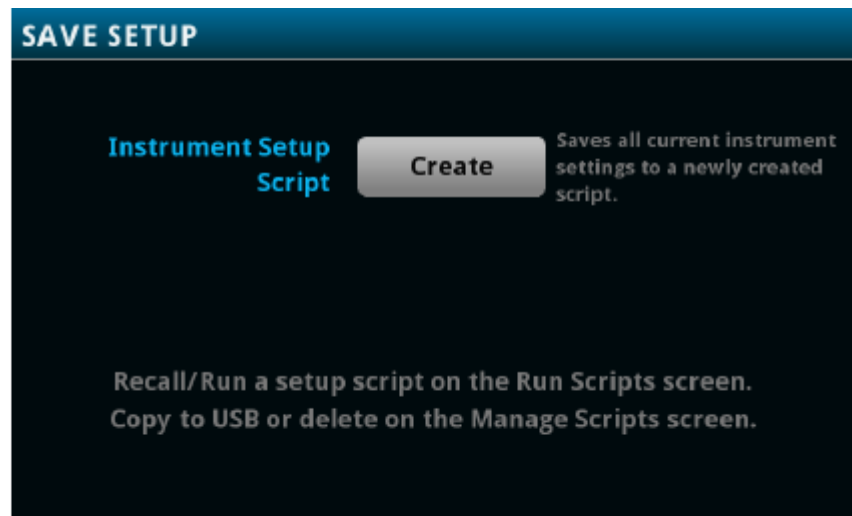 SAVE SETUP
Instrument Setup
Script
Create
Saves all current instrument
settings to a newly created
script.
Recall/Run a setup script on the Run Scripts screen.
Copy to USB or delete on the Manage Scripts screen.